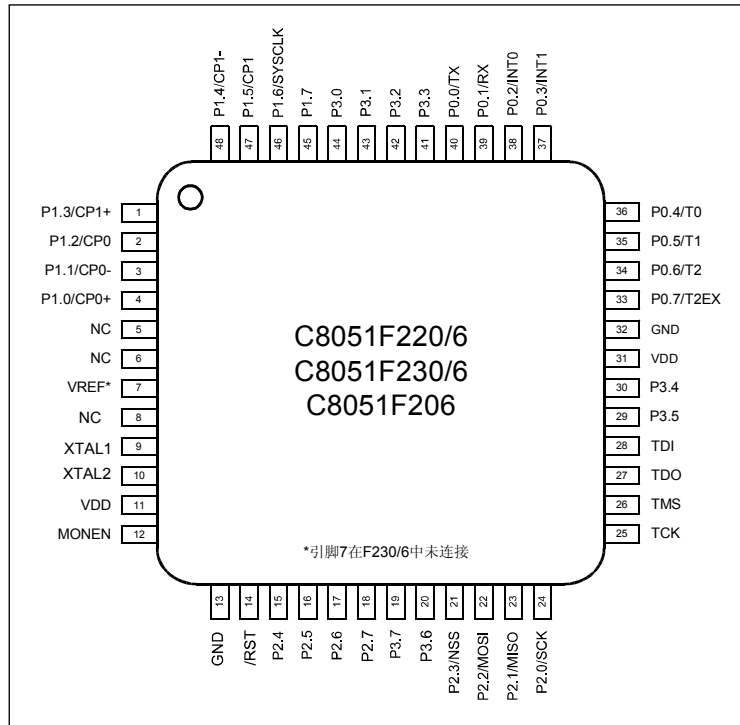 P1.4/CP1-
P1.5/CP1
P1.6/SYSCLK
P1.7
P3.0
P3.1
P3.2
P3.3
P0.0/TX
P0.1/RX
P0.2/INT0
P0.3/INT1
48
47
46
45
44
43
42
41
40
39
38
37
P1.3/CP1+ 1
P1.2/CP0 2
P1.1/CP0- 3
P1.0/CP0+ 4
NC 5
NC 6
VREF* 7
NC 8
XTAL1 9
XTAL2 10
VDD 11
MONEN 12
C8051F220/6
C8051F230/6
C8051F206
*引脚7在F230/6中未连接
36 P0.4/T0
35 P0.5/T1
34 P0.6/T2
33 P0.7/T2EX
32 GND
31 VDD
30 P3.4
29 P3.5
28 TDI
27 TDO
26 TMS
25 TCK
13
14
15
16
17
18
19
20
21
22
23
24
GND
/RST
P2.4
P2.5
P2.6
P2.7
P3.7
P3.6
P2.3/NSS
P2.2/MOSI
P2.1/MISO
P2.0/SCK